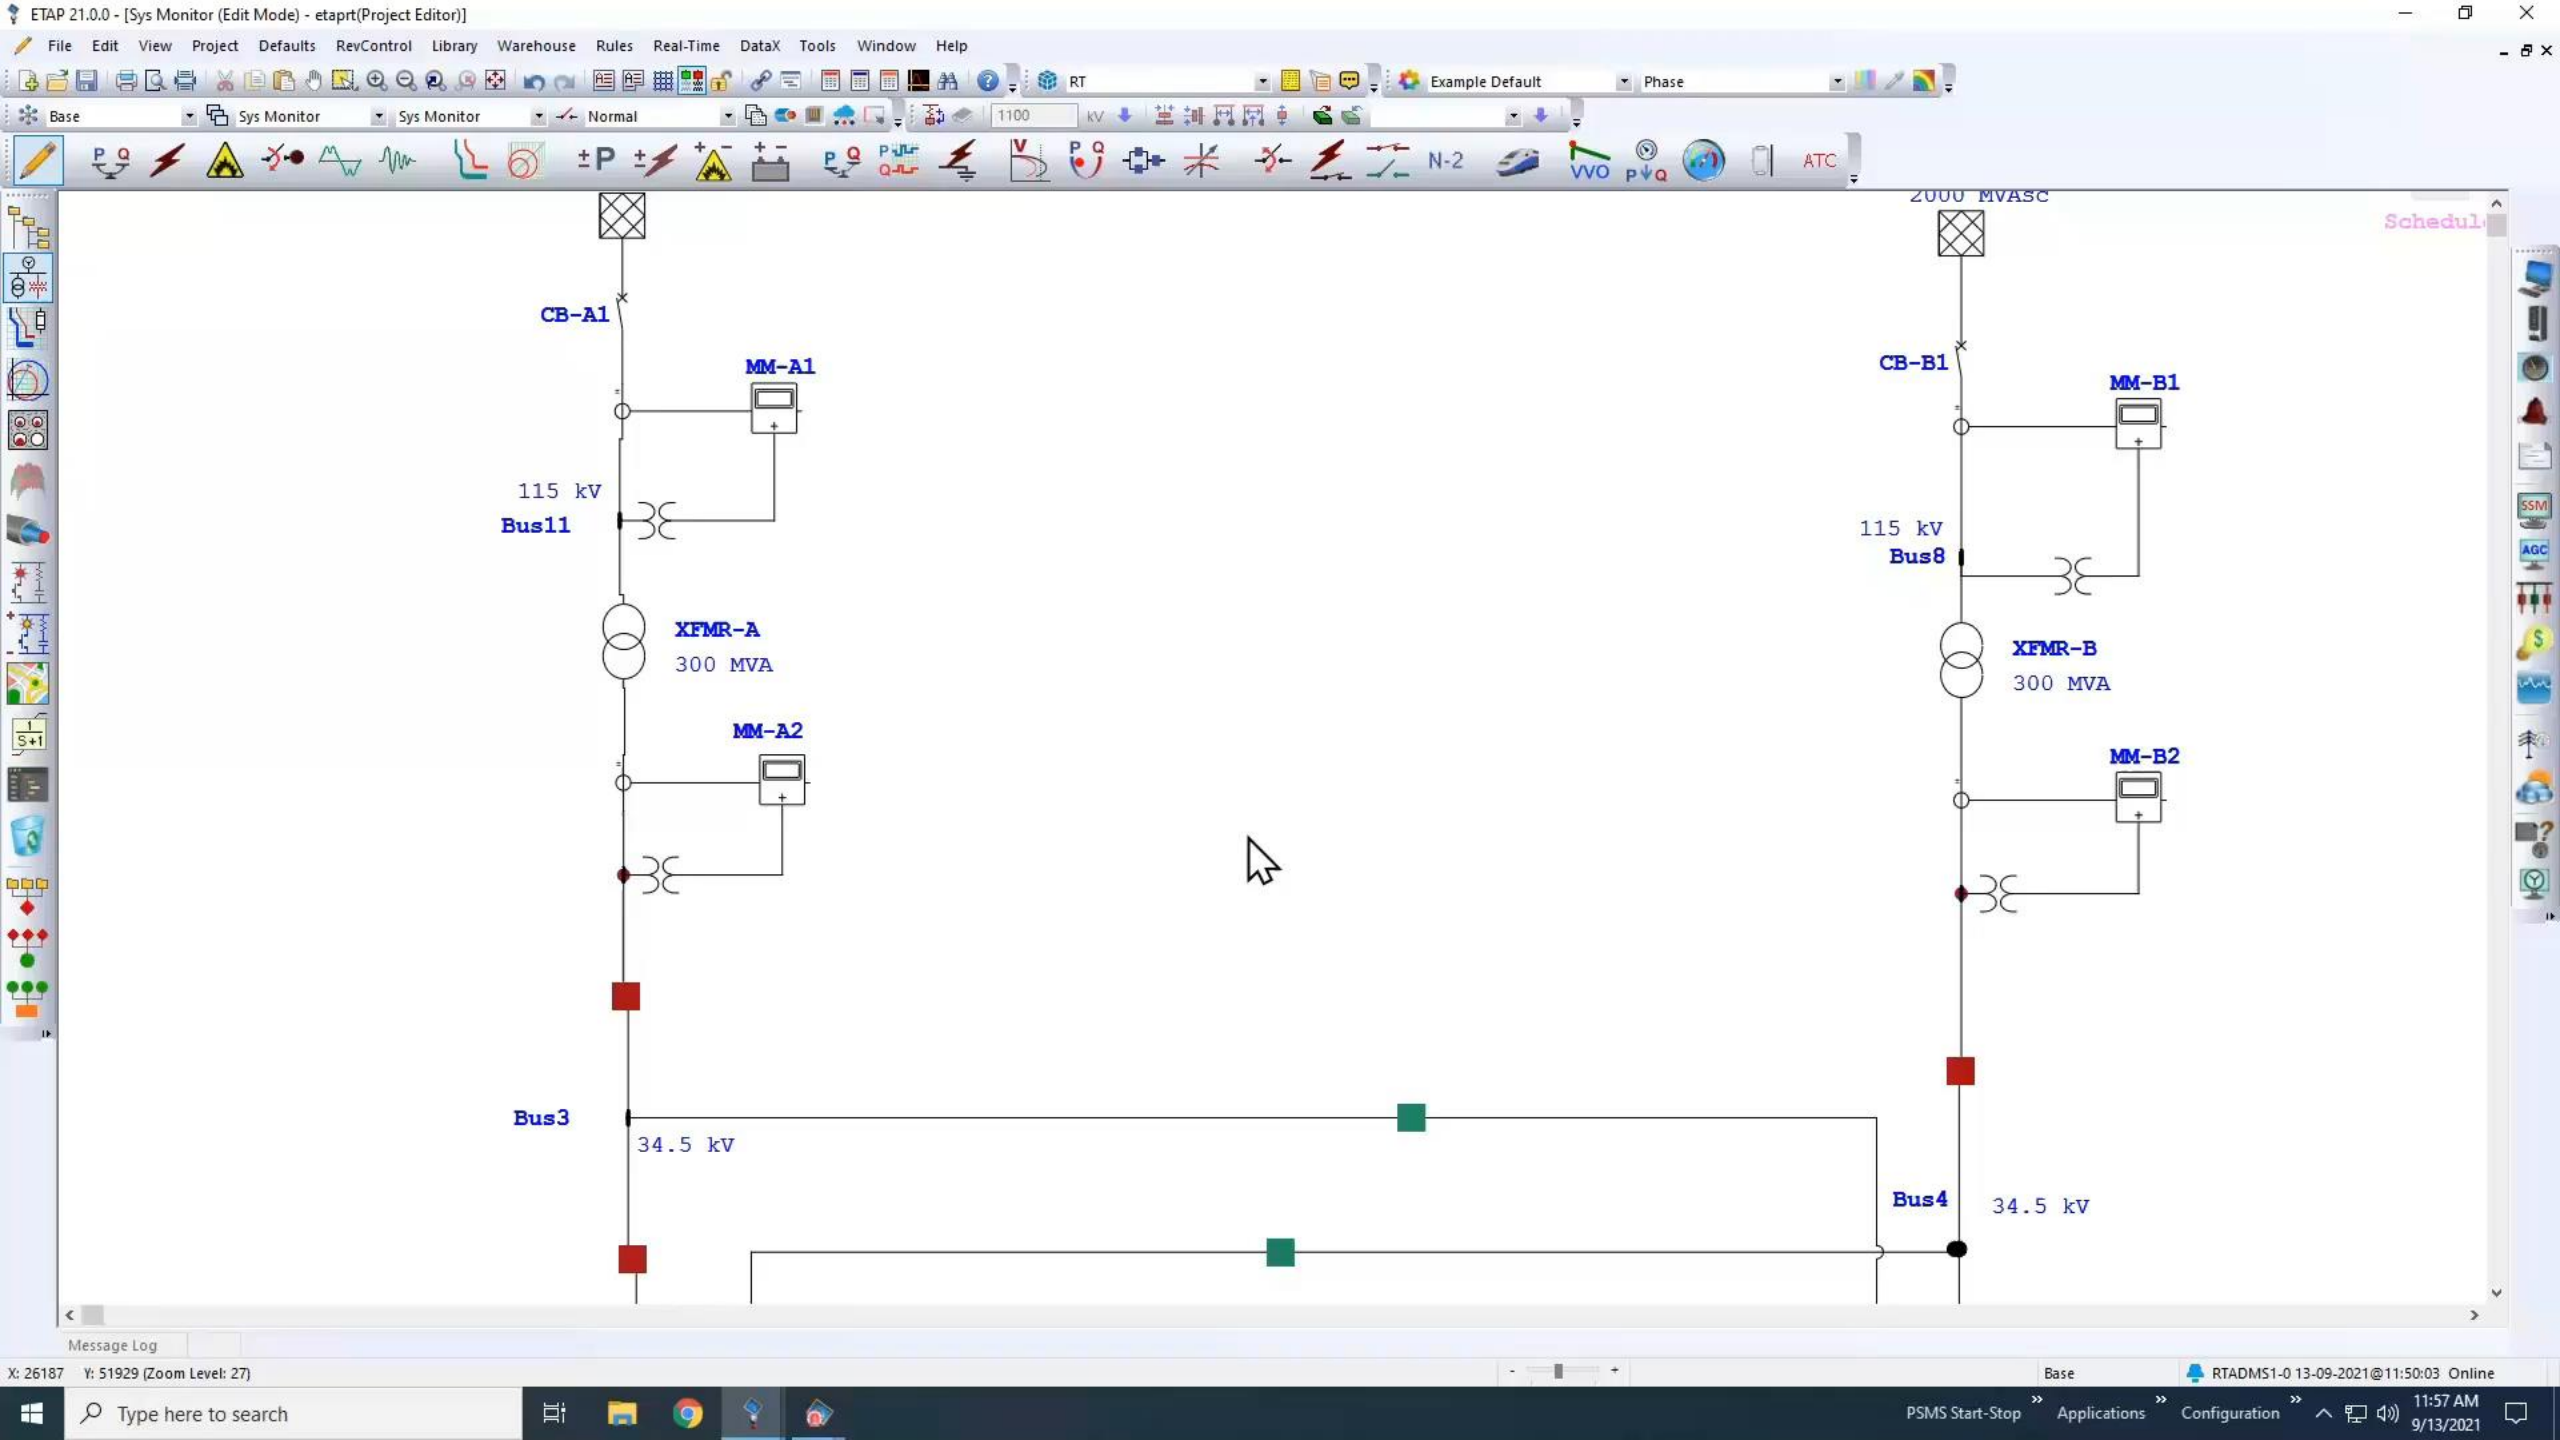 ETAP 21.0.0 - [Sys Monitor (Edit Mode) - etaprt(Project Editor)]
File Edit View Project Defaults RevControl Library Warehouse Rules Real-Time DataX Tools Window Help
RT Example Default Phase
Base Sys Monitor Sys Monitor Normal 1100 kV
P Q ± P ± P Q P Q V P Q N-2 VVO P Q ATC
2000 MVAsc
Schedul
CB-A1
CB-B1
MM-A1
MM-B1
115 kV
Bus11
115 kV
Bus8
XFMR-A
300 MVA
XFMR-B
300 MVA
MM-A2
MM-B2
Bus3
34.5 kV
Bus4
34.5 kV
1
S+1
SSM
AGC
Message Log
X: 26187 Y: 51929 (Zoom Level: 27)
- +
Base
RTADMS1-0 13-09-2021@11:50:03 Online
Type here to search
PSMS Start-Stop » Applications » Configuration »
11:57 AM
9/13/2021